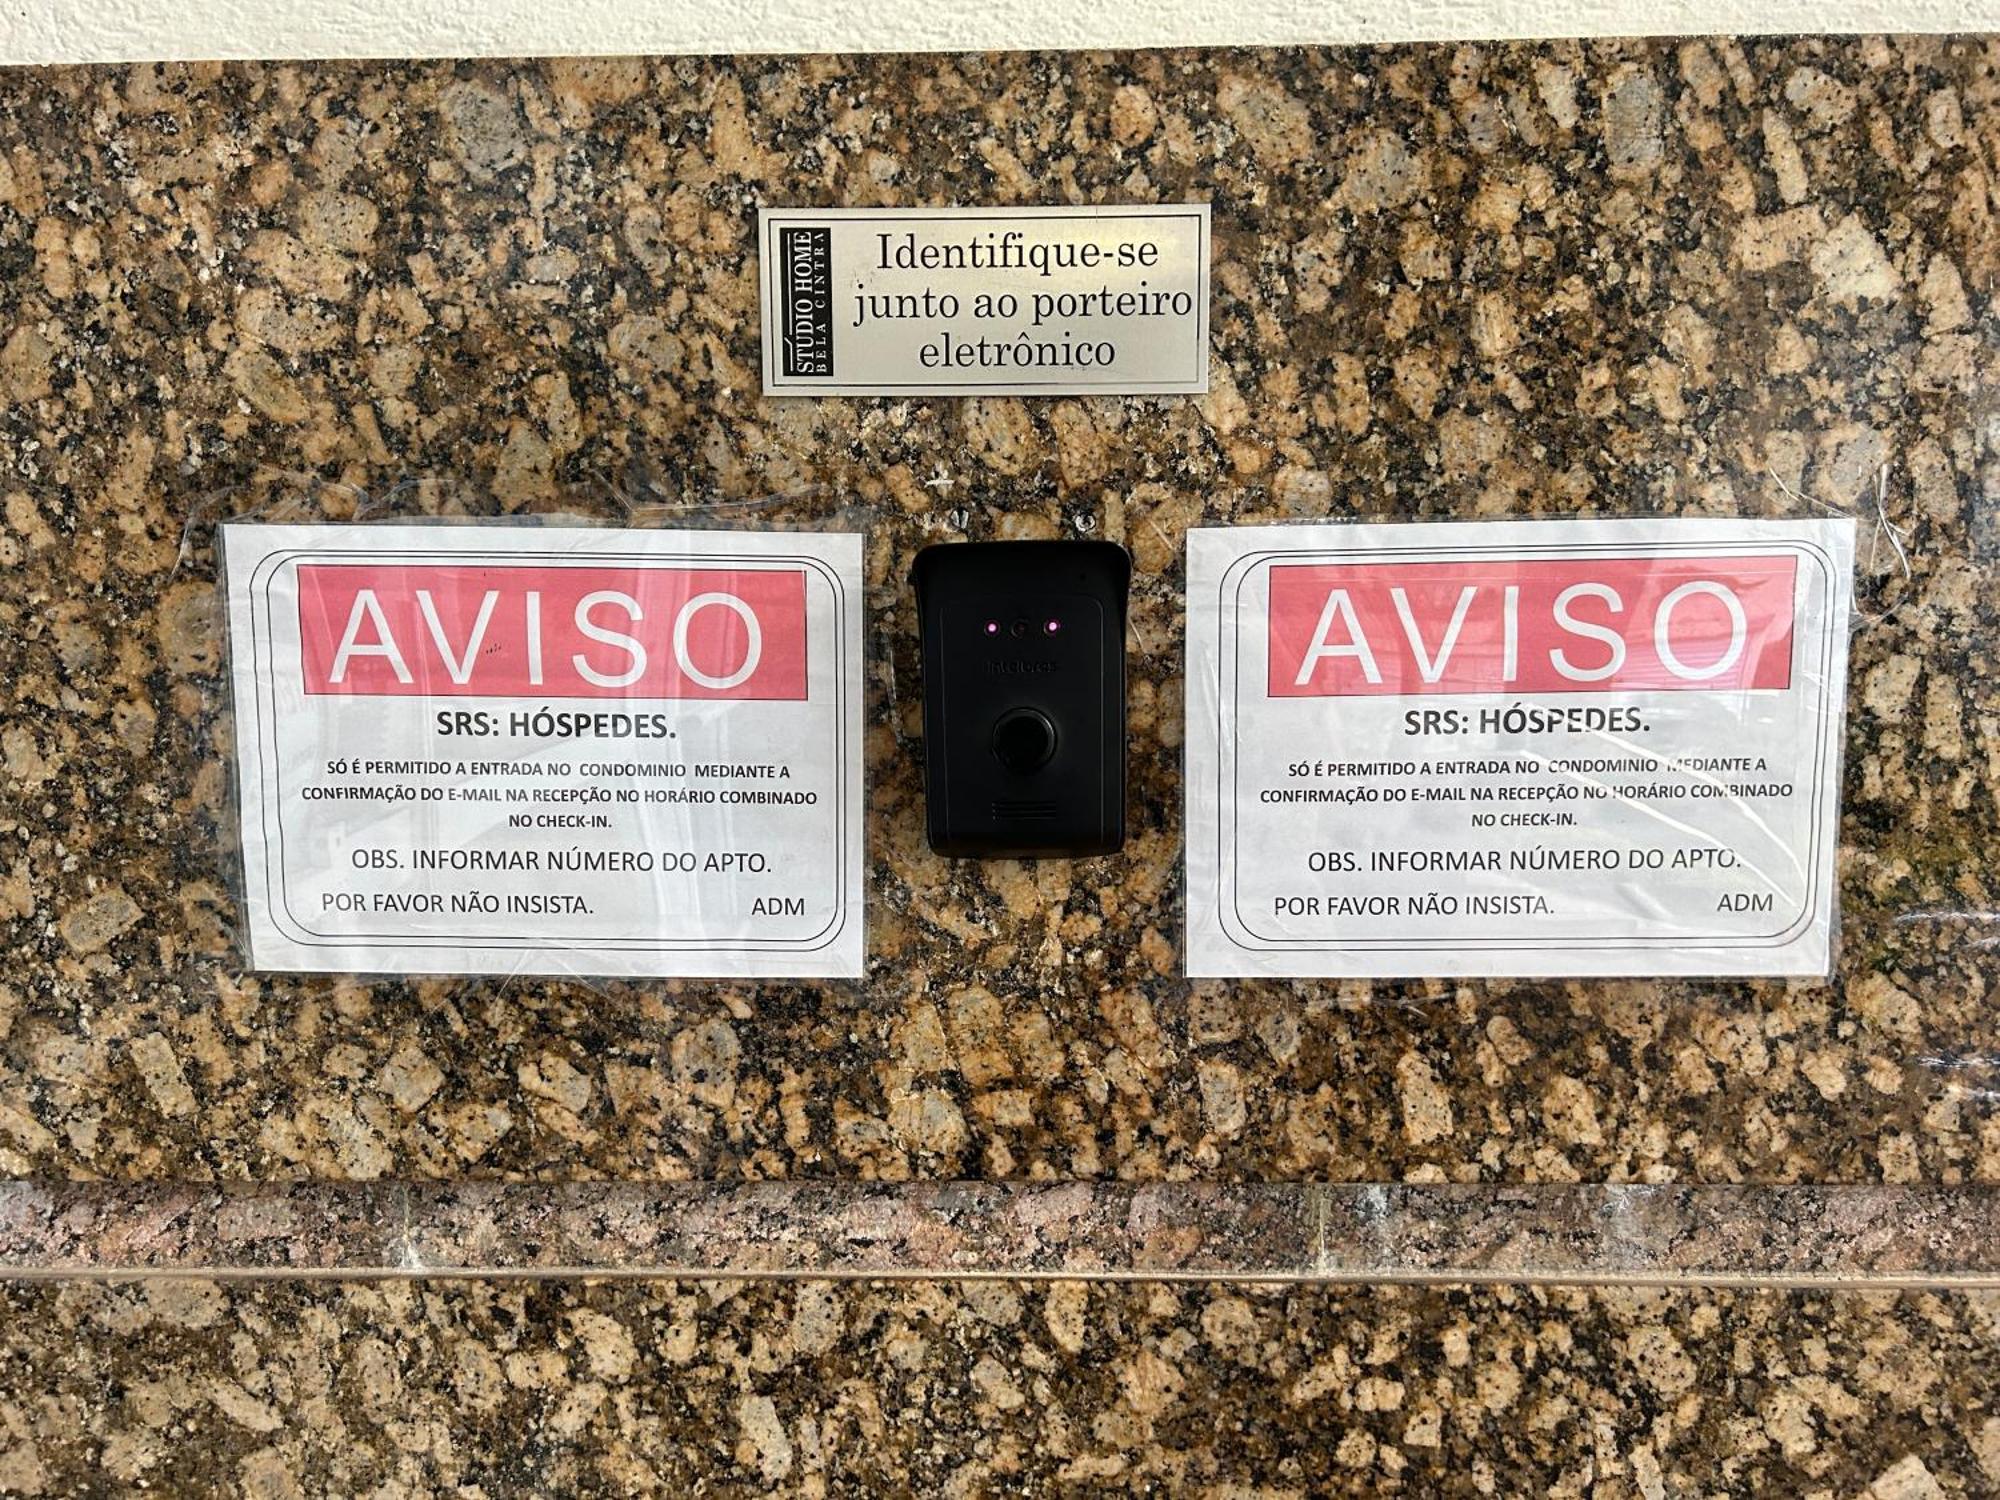 STÚDIO HOME
BELA CINTRA
Identifique-se
junto ao porteiro
eletrônico
AVISO
SRS: HÓSPEDES.
SÓ É PERMITIDO A ENTRADA NO CONDOMINIO MEDIANTE A
CONFIRMAÇÃO DO E-MAIL NA RECEPÇÃO NO HORÁRIO COMBINADO
NO CHECK-IN.
OBS. INFORMAR NÚMERO DO APTO.
POR FAVOR NÃO INSISTA. ADM
intelbras
AVISO
SRS: HÓSPEDES.
SÓ É PERMITIDO A ENTRADA NO CONDOMINIO MEDIANTE A
CONFIRMAÇÃO DO E-MAIL NA RECEPÇÃO NO HORÁRIO COMBINADO
NO CHECK-IN.
OBS. INFORMAR NÚMERO DO APTO.
POR FAVOR NÃO INSISTA. ADM